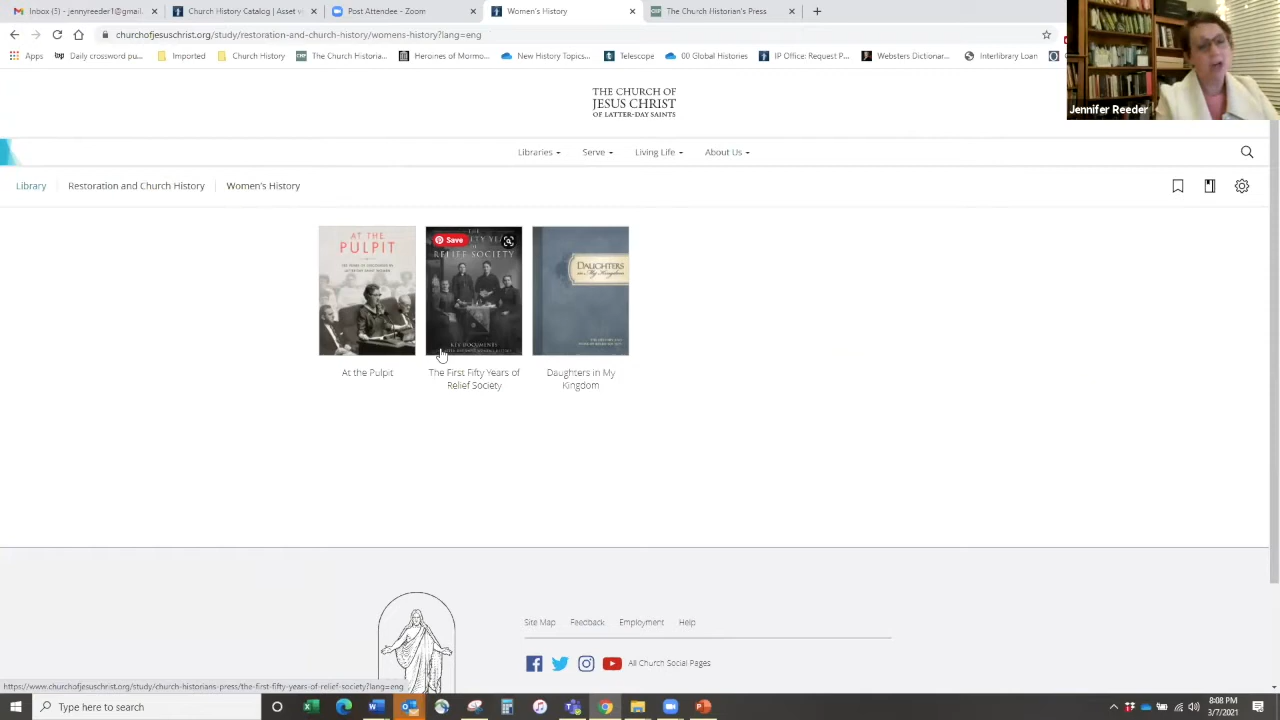 Inbox (5) - jennyreeder1@gmail.
Church History Catalog | Asset vi
Post Attendee - Zoom
Women's History
The Church Historian's Press
churchofjesuschrist.org/study/restoration-and-church-history/womens-history?lang=eng
Apps
Daily crossword pu...
Imported
Church History
The Church History...
Heroines of Mormo...
New History Topics...
Telescope
00 Global Histories
IP Office Request P...
Websters Dictionar...
Interlibrary Loan
Jennifer Reeder
THE CHURCH OF
JESUS CHRIST
OF LATTER-DAY SAINTS
Libraries
Serve
Living Life
About Us
Library
Restoration and Church History
Women's History
AT THE
PULPIT
Save
RELIEF SOCIETY
KEY DOCUMENTS
DAUGHTERS
in My Kingdom
At the Pulpit
The First Fifty Years of
Relief Society
Daughters in My
Kingdom
Site Map
Feedback
Employment
Help
All Church Social Pages
https://www.churchofjesuschrist.org/study/church-historians-press/the-first-fifty-years-of-relief-society?lang=eng
Type here to search
8:08 PM
3/7/2021